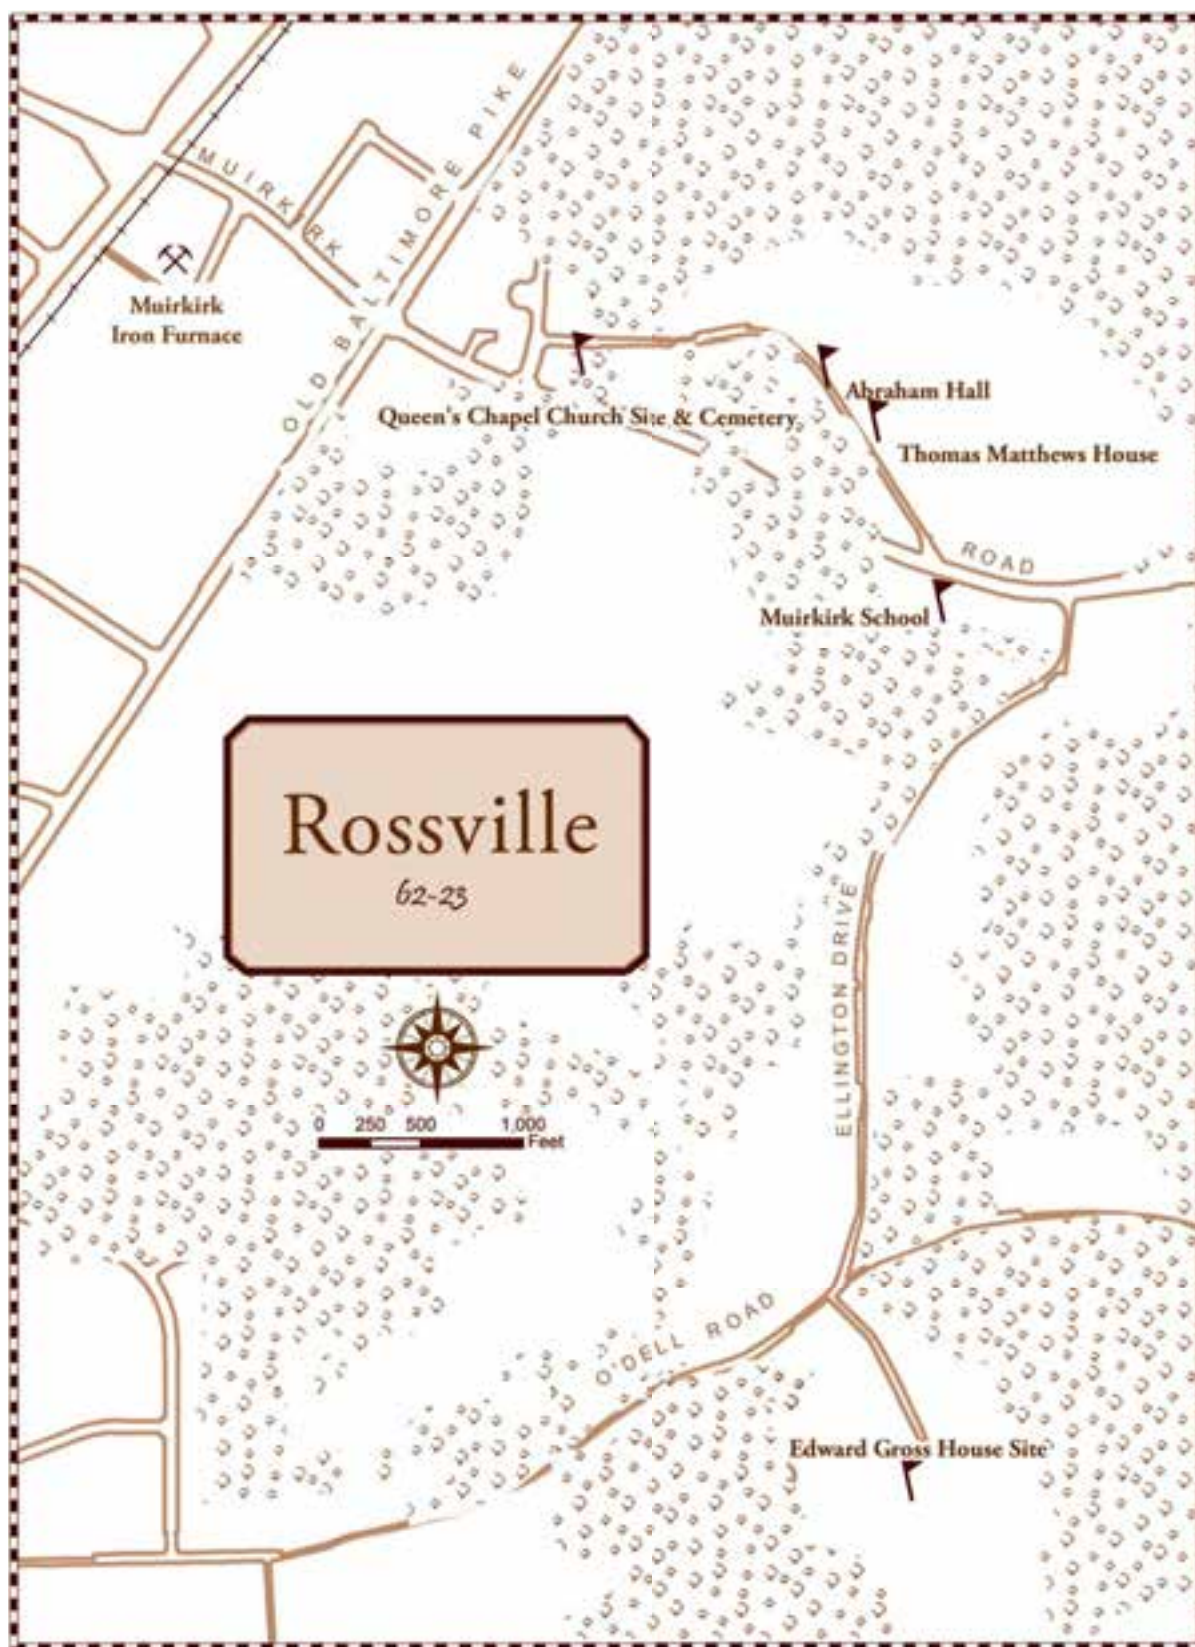 OLD BALTIMORE PIKE
MUIRKIRK
Muirkirk
Iron Furnace
Abraham Hall
Queen's Chapel Church Site & Cemetery
Thomas Matthews House
ROAD
Muirkirk School
Rossville
62-23
ELLINGTON DRIVE
0 250 500 1,000
Feet
O'DELL ROAD
Edward Gross House Site